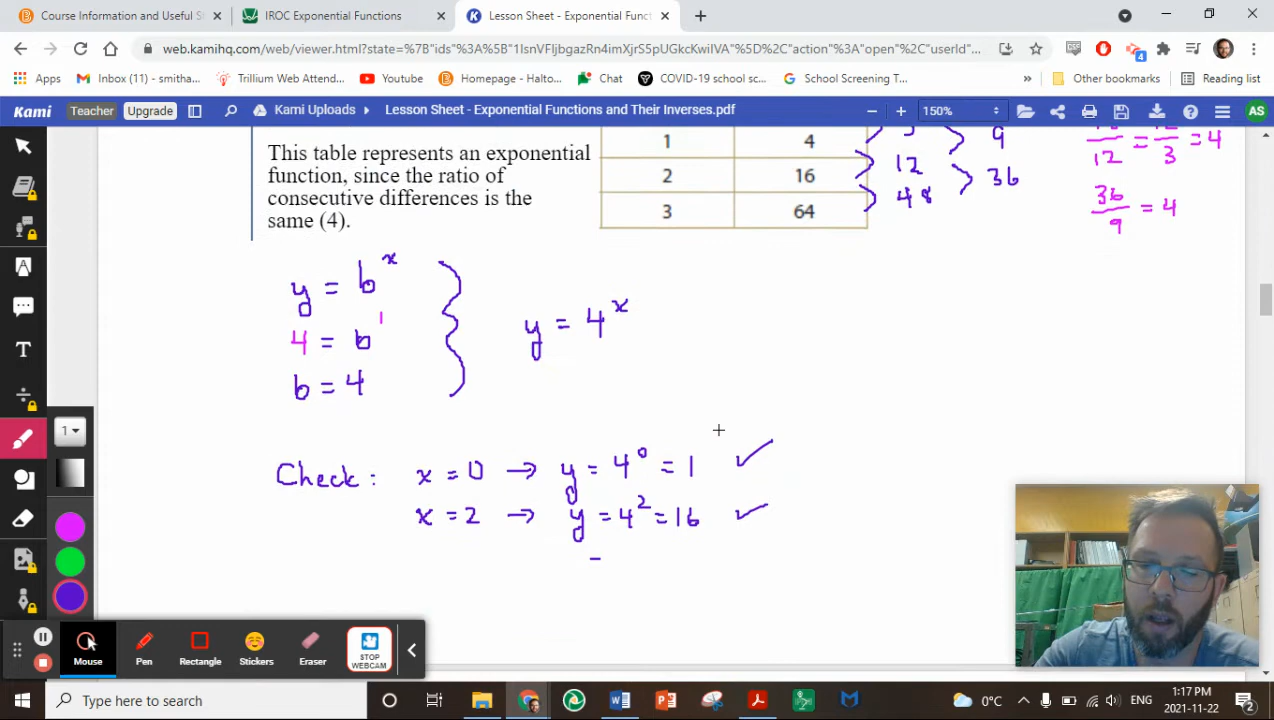 Course Information and Useful S
IROC Exponential Functions
Lesson Sheet - Exponential Funct
web.kamihq.com/web/viewer.html?state=%7B"ids"%3A%5B"1IsnVFIjbgazRn4imXjrS5pUGkcKwiIVA"%5D%2C"action"%3A"open"%2C"userId"...
Apps
Inbox (11) - smitha...
Trillium Web Attend...
YouTube
Homepage - Halto...
Chat
COVID-19 school sc...
School Screening T...
»
Other bookmarks
Reading list
Kami
Teacher
Upgrade
Kami Uploads
Lesson Sheet - Exponential Functions and Their Inverses.pdf
150%
AS
This table represents an exponential
function, since the ratio of
consecutive differences is the
same (4).
1 4
2 16
3 64
3
12
48
9
36
12/3 = 4
36/9 = 4
y = b^x
4 = b^1
b = 4
y = 4^x
Check: x = 0 → y = 4^0 = 1 ✓
x = 2 → y = 4^2 = 16 ✓
1
Mouse
Pen
Rectangle
Stickers
Eraser
STOP
WEBCAM
Type here to search
0°C
ENG
1:17 PM
2021-11-22